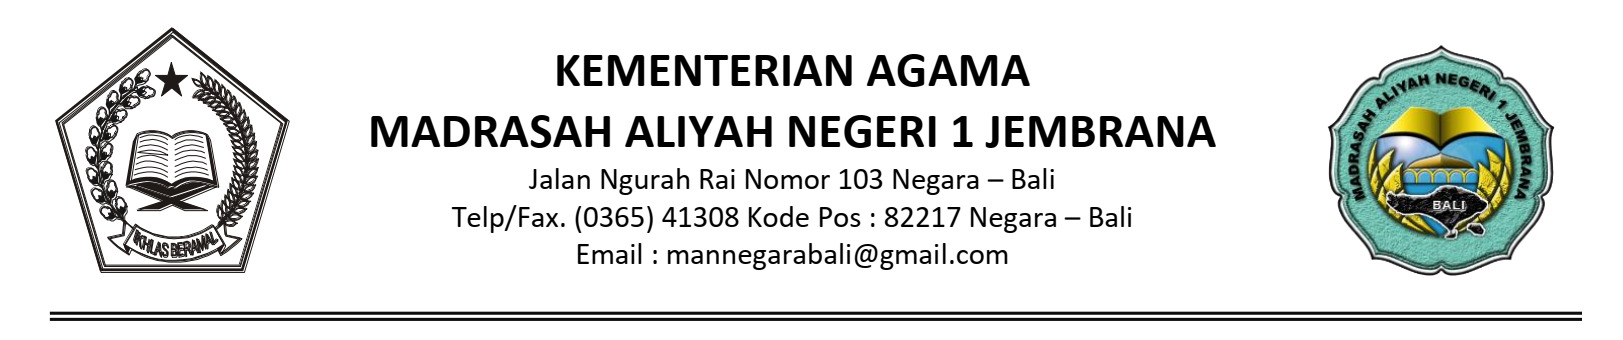 KEMENTERIAN AGAMA
MADRASAH ALIYAH NEGERI 1 JEMBRANA
Jalan Ngurah Rai Nomor 103 Negara – Bali
Telp/Fax. (0365) 41308 Kode Pos : 82217 Negara – Bali
Email : mannegarabali@gmail.com
IKHLAS BERAMAL
MADRASAH ALIYAH NEGERI 1 JEMBRANA
BALI